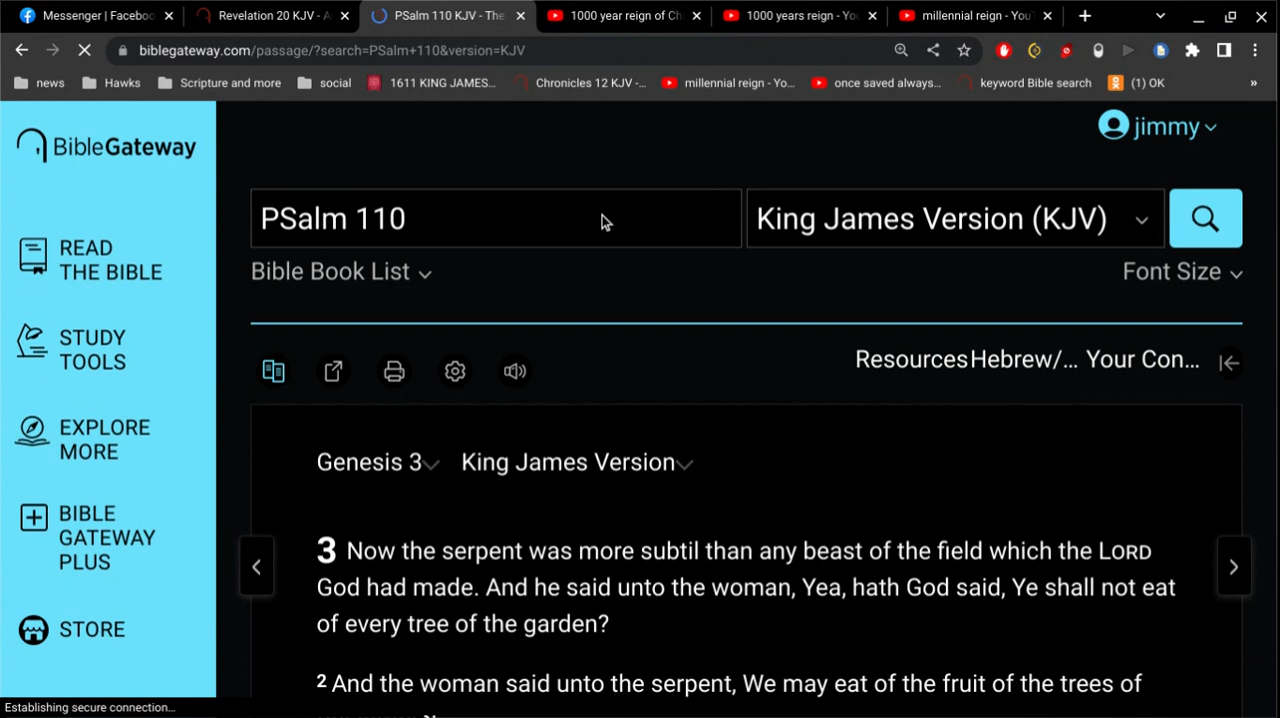 Messenger | Faceboo
Revelation 20 KJV - A
PSalm 110 KJV - The
1000 year reign of Ch
1000 years reign - Yo
millennial reign - You
biblegateway.com/passage/?search=PSalm+110&version=KJV
news
Hawks
Scripture and more
social
1611 KING JAMES...
Chronicles 12 KJV -...
millennial reign - Yo...
once saved always...
keyword Bible search
(1) OK
»
BibleGateway
jimmy
PSalm 110
King James Version (KJV)
Bible Book List
Font Size
READ
THE BIBLE
STUDY
TOOLS
EXPLORE
MORE
BIBLE
GATEWAY
PLUS
STORE
Resources
Hebrew/...
Your Con...
Genesis 3
King James Version
3 Now the serpent was more subtil than any beast of the field which the LORD
God had made. And he said unto the woman, Yea, hath God said, Ye shall not eat
of every tree of the garden?
2 And the woman said unto the serpent, We may eat of the fruit of the trees of
Establishing secure connection...